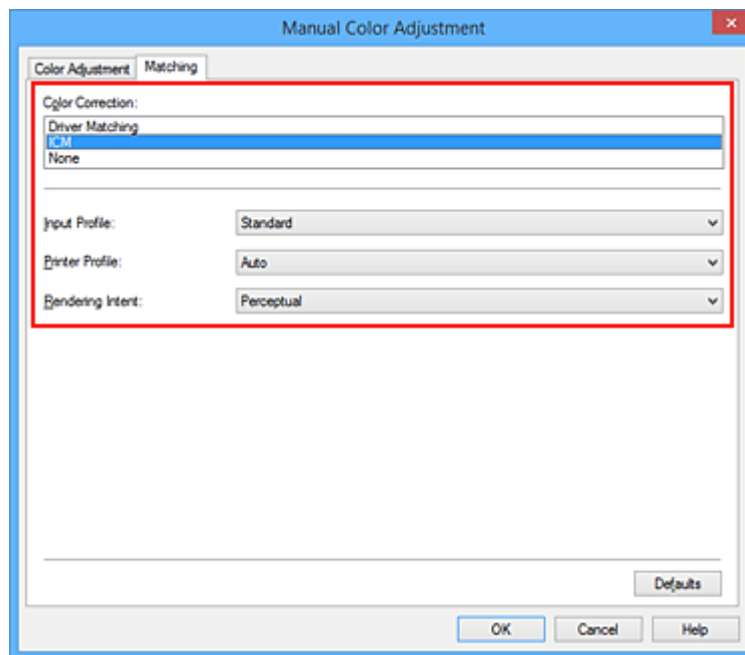 Manual Color Adjustment
Color Adjustment Matching
Color Correction:
Driver Matching
ICM
None
Input Profile: Standard
Printer Profile: Auto
Rendering Intent: Perceptual
Defaults
OK Cancel Help